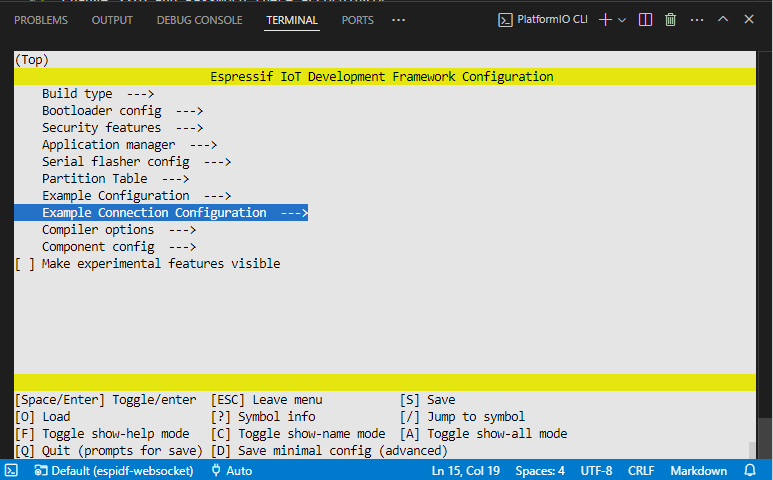 PROBLEMS OUTPUT DEBUG CONSOLE TERMINAL PORTS ··· PlatformIO CLI
(Top)
Espressif IoT Development Framework Configuration
Build type --->
Bootloader config --->
Security features --->
Application manager --->
Serial flasher config --->
Partition Table --->
Example Configuration --->
Example Connection Configuration --->
Compiler options --->
Component config --->
[ ] Make experimental features visible
[Space/Enter] Toggle/enter [ESC] Leave menu [S] Save
[O] Load [?] Symbol info [/] Jump to symbol
[F] Toggle show-help mode [C] Toggle show-name mode [A] Toggle show-all mode
[Q] Quit (prompts for save) [D] Save minimal config (advanced)
Default (espidf-websocket) Auto Ln 15, Col 19 Spaces: 4 UTF-8 CRLF Markdown